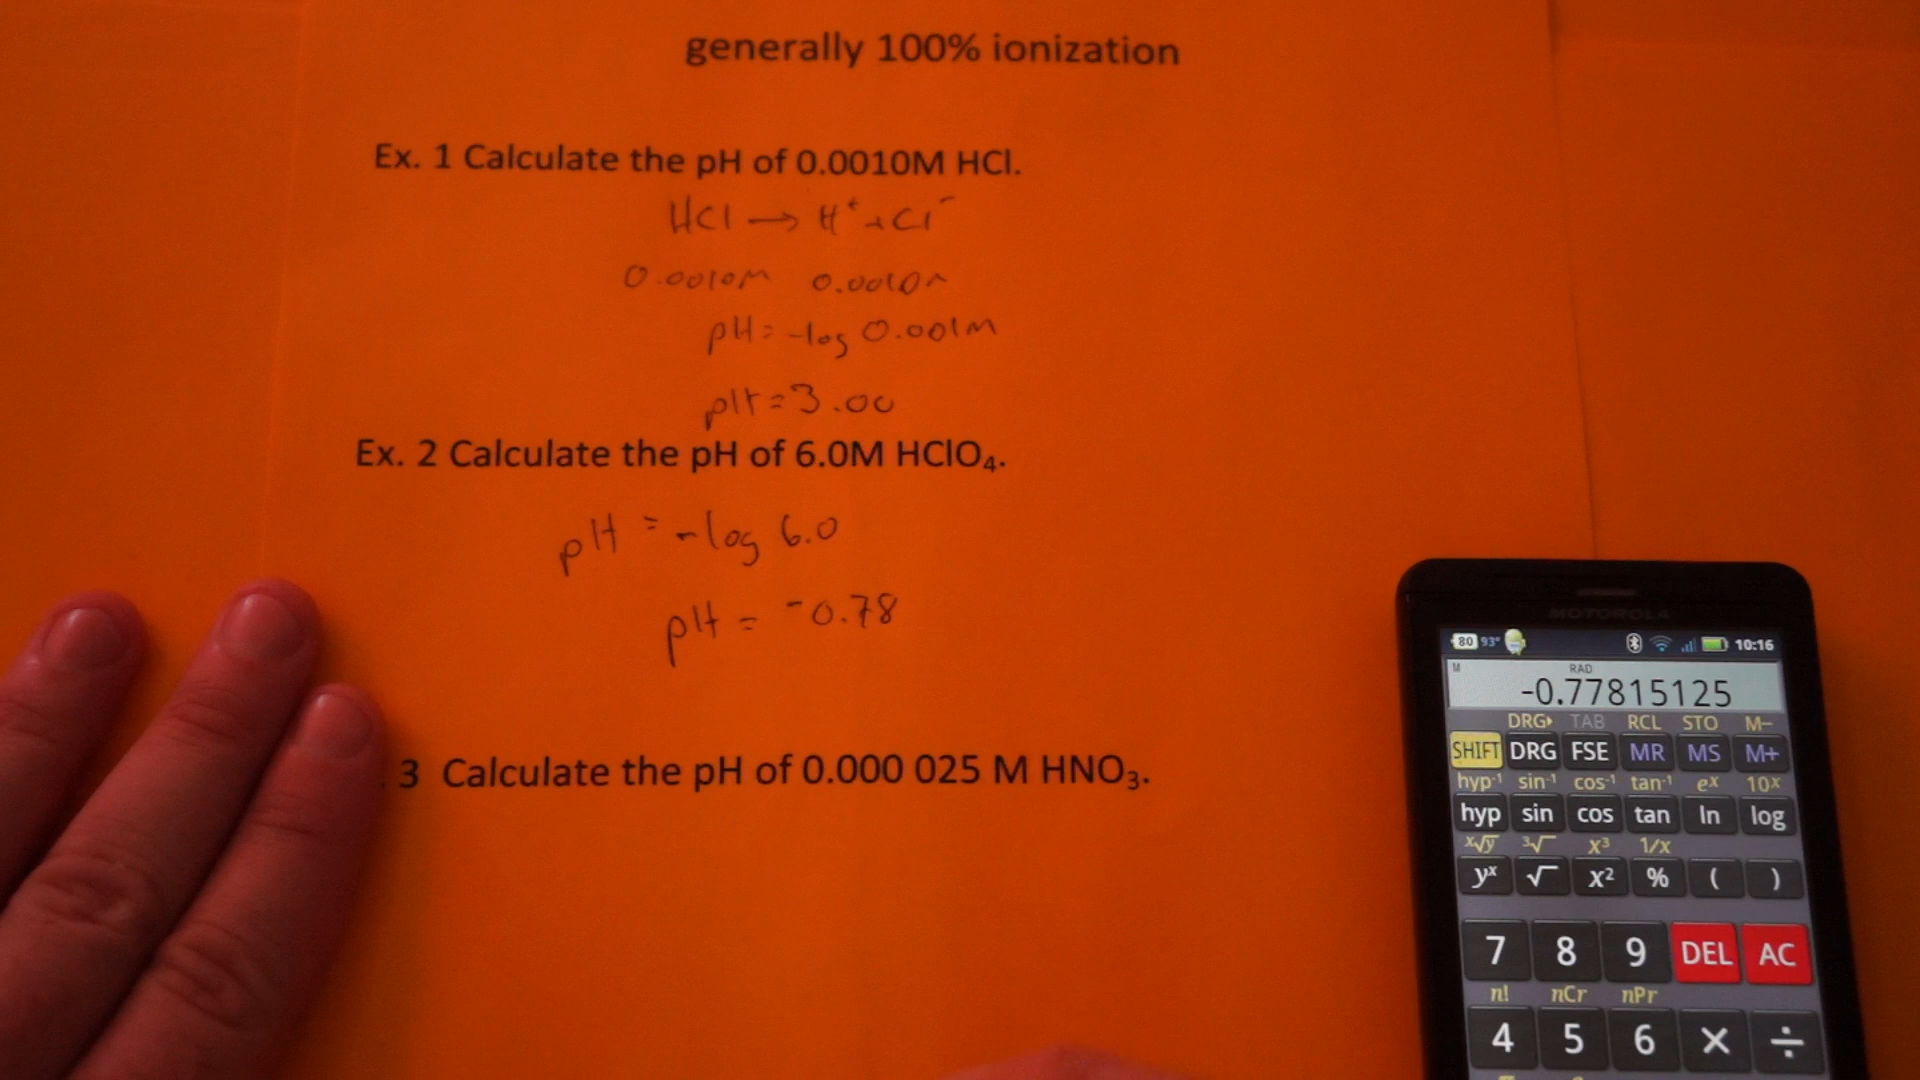 generally 100% ionization
Ex. 1 Calculate the pH of 0.0010M HCl.
HCl → H⁺ + Cl⁻
0.0010M 0.0010M
pH = -log 0.001M
pH = 3.00
Ex. 2 Calculate the pH of 6.0M HClO₄.
pH = -log 6.0
pH = -0.78
. 3 Calculate the pH of 0.000 025 M HNO₃.
MOTOROLA
80 93° 10:16
M RAD
-0.77815125
DRG▸ TAB RCL STO M−
SHIFT DRG FSE MR MS M+
hyp⁻¹ sin⁻¹ cos⁻¹ tan⁻¹ eˣ 10ˣ
hyp sin cos tan ln log
ˣ√y ³√ x³ 1/x
yˣ √ x² % ( )
7 8 9 DEL AC
n! nCr nPr
4 5 6 × ÷